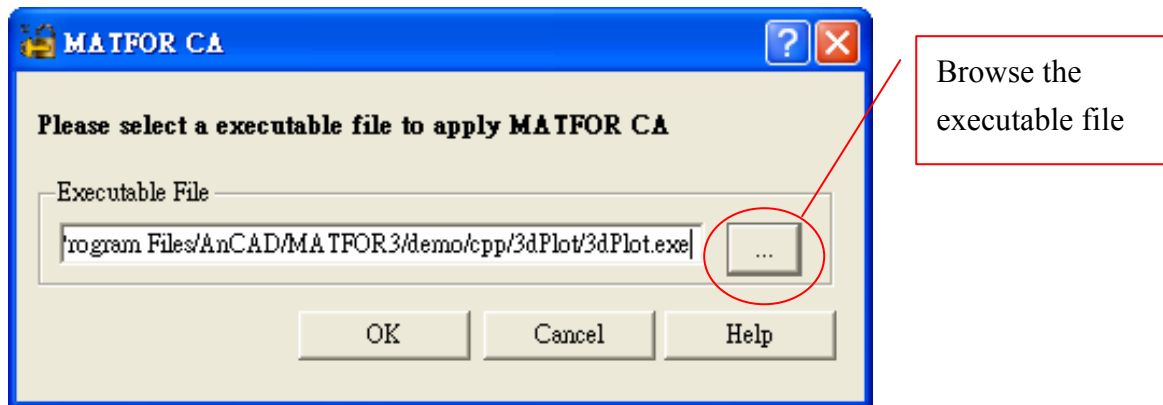 MATFOR CA
?
Browse the
executable file
Please select a executable file to apply MATFOR CA
Executable File
rogram Files/AnCAD/MATFOR3/demo/cpp/3dPlot/3dPlot.exe
...
OK
Cancel
Help